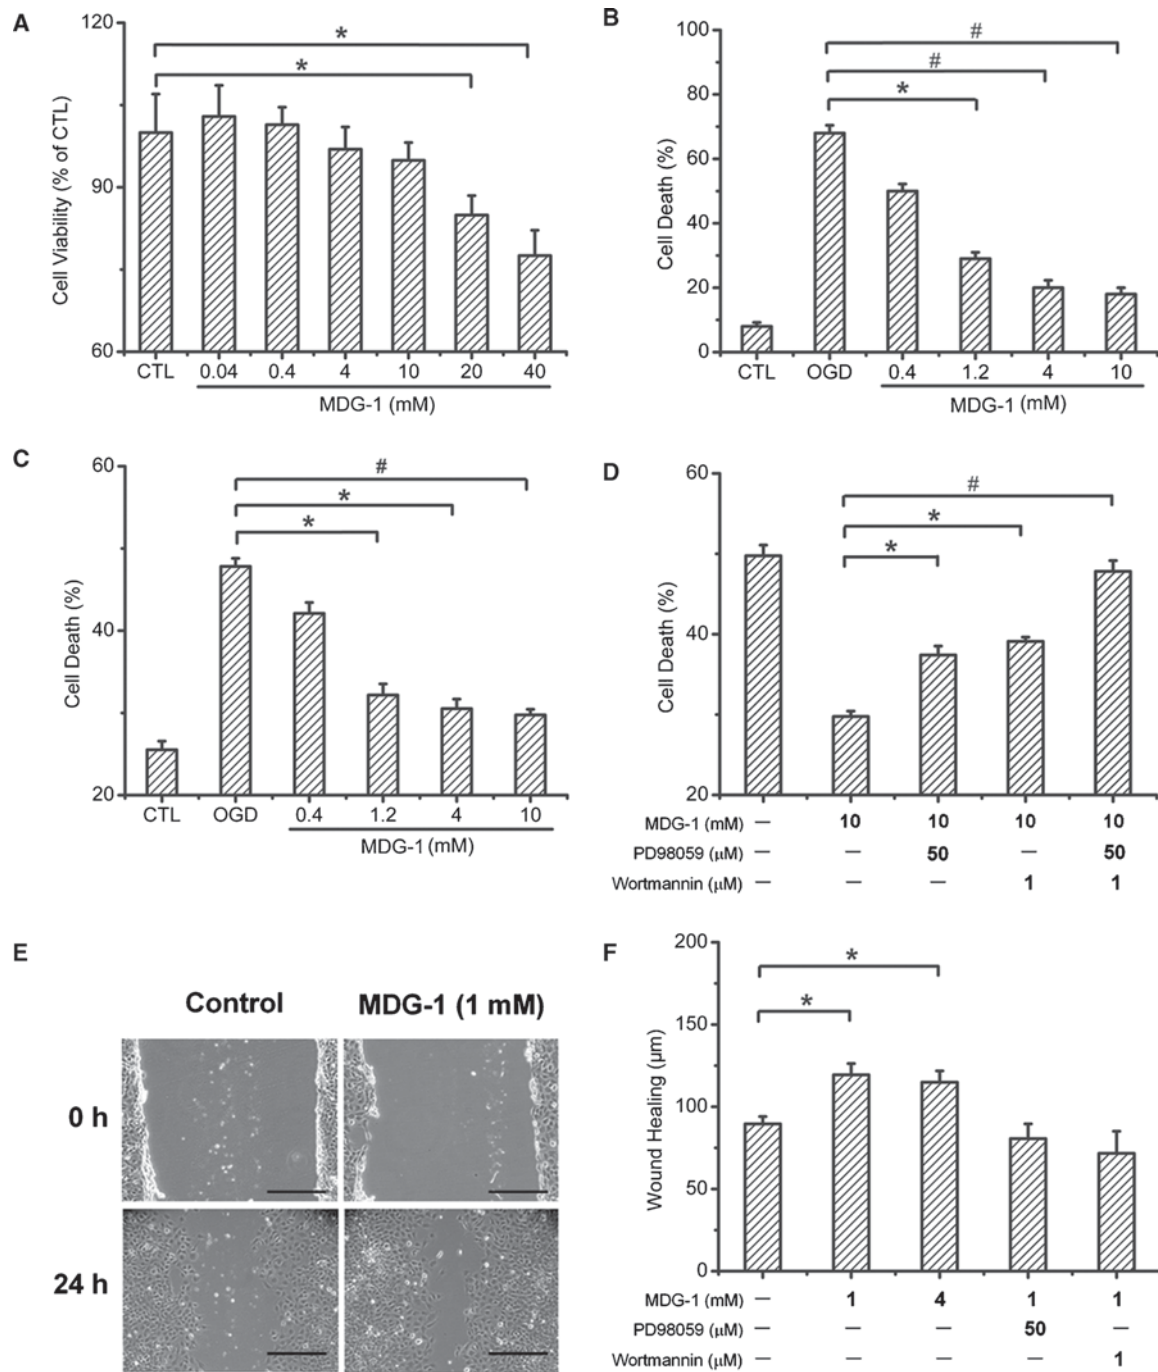 A
120
90
60
Cell Viability (% of CTL)
*
*
CTL 0.04 0.4 4 10 20 40
MDG-1 (mM)
B
100
80
60
40
20
0
Cell Death (%)
#
#
*
CTL OGD 0.4 1.2 4 10
MDG-1 (mM)
C
60
40
20
Cell Death (%)
#
*
*
CTL OGD 0.4 1.2 4 10
MDG-1 (mM)
D
60
40
20
Cell Death (%)
#
*
*
MDG-1 (mM) — 10 10 10 10
PD98059 (μM) — — 50 — 50
Wortmannin (μM) — — — 1 1
E
Control MDG-1 (1 mM)
0 h
24 h
F
200
150
100
50
0
Wound Healing (μm)
*
*
MDG-1 (mM) — 1 4 1 1
PD98059 (μM) — — — 50 —
Wortmannin (μM) — — — — 1